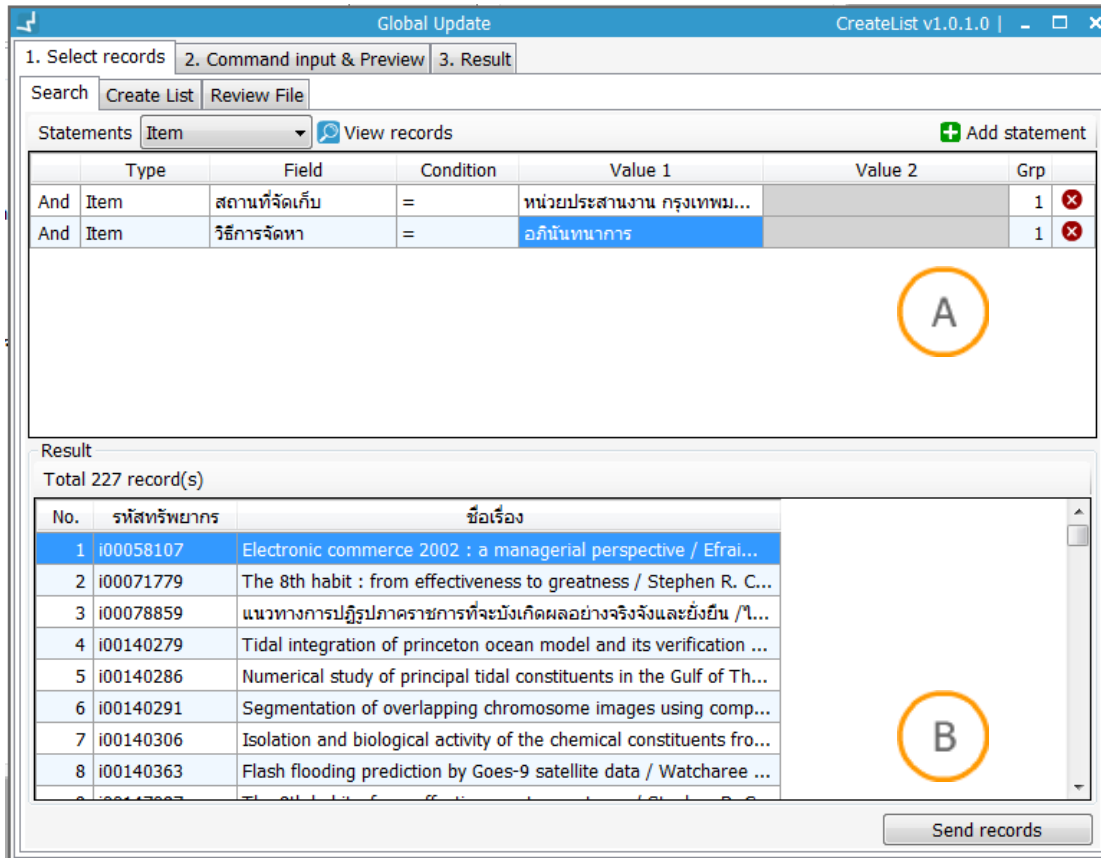 Global Update CreateList v1.0.1.0 |
1. Select records 2. Command input & Preview 3. Result
Search Create List Review File
Statements Item View records Add statement
Type Field Condition Value 1 Value 2 Grp
And Item สถานที่จัดเก็บ = หน่วยประสานงาน กรุงเทพม... 1
And Item วิธีการจัดหา = อภินันทนาการ 1
A
Result
Total 227 record(s)
No. รหัสทรัพยากร ชื่อเรื่อง
1 i00058107 Electronic commerce 2002 : a managerial perspective / Efrai...
2 i00071779 The 8th habit : from effectiveness to greatness / Stephen R. C...
3 i00078859 แนวทางการปฏิรูปภาคราชการที่จะบังเกิดผลอย่างจริงจังและยั่งยืน /ไ...
4 i00140279 Tidal integration of princeton ocean model and its verification ...
5 i00140286 Numerical study of principal tidal constituents in the Gulf of Th...
6 i00140291 Segmentation of overlapping chromosome images using comp...
7 i00140306 Isolation and biological activity of the chemical constituents fro...
B
8 i00140363 Flash flooding prediction by Goes-9 satellite data / Watcharee ...
Send records